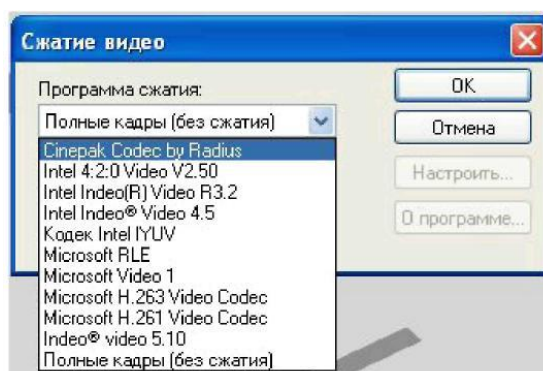 Сжатие видео
Программа сжатия:
Полные кадры (без сжатия)
Cinepak Codec by Radius
Intel 4:2:0 Video V2.50
Intel Indeo(R) Video R3.2
Intel Indeo® Video 4.5
Кодек Intel IYUV
Microsoft RLE
Microsoft Video 1
Microsoft H.263 Video Codec
Microsoft H.261 Video Codec
Indeo® video 5.10
Полные кадры (без сжатия)
OK
Отмена
Настроить...
О программе...